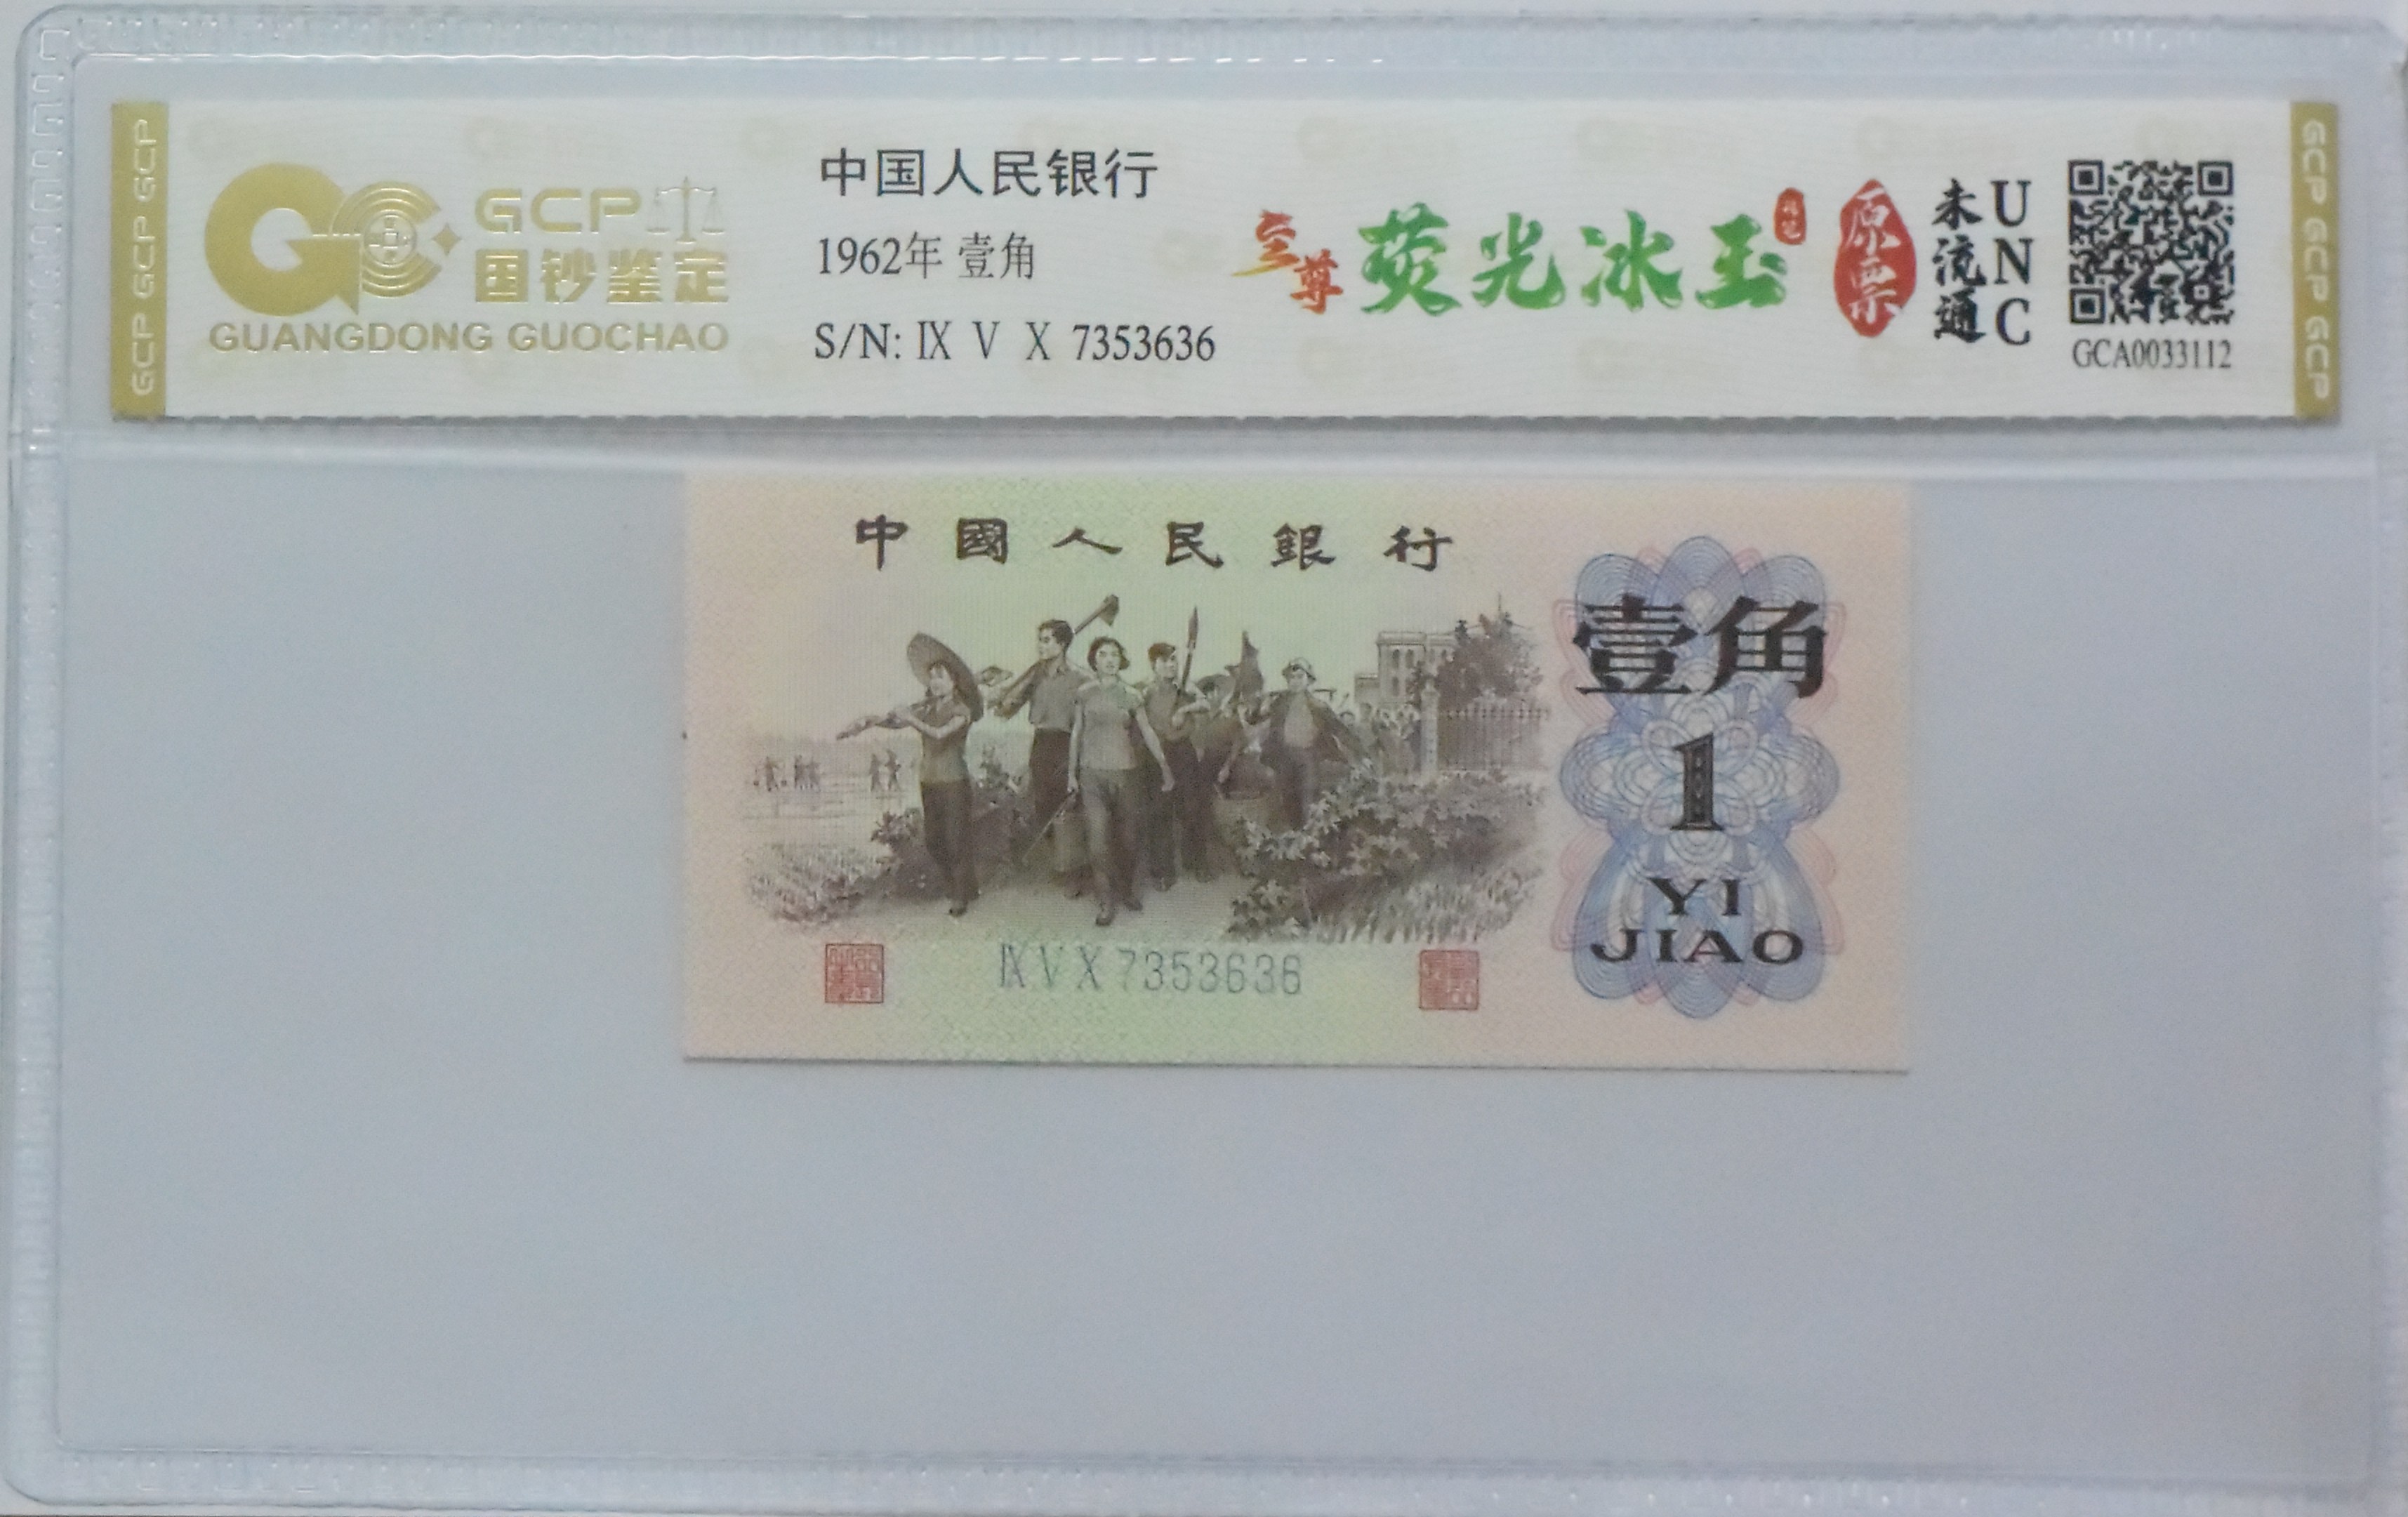 GCP
国钞鉴定
GUANGDONG GUOCHAO
中国人民银行
1962年 壹角
S/N: Ⅸ Ⅴ Ⅹ 7353636
至尊
荧光冰玉
原票
未流通
UNC
GCA0033112
GCP GCP GCP
GCP GCP GCP
中國人民銀行
壹角
1
YI
JIAO
ⅨⅤⅩ7353636